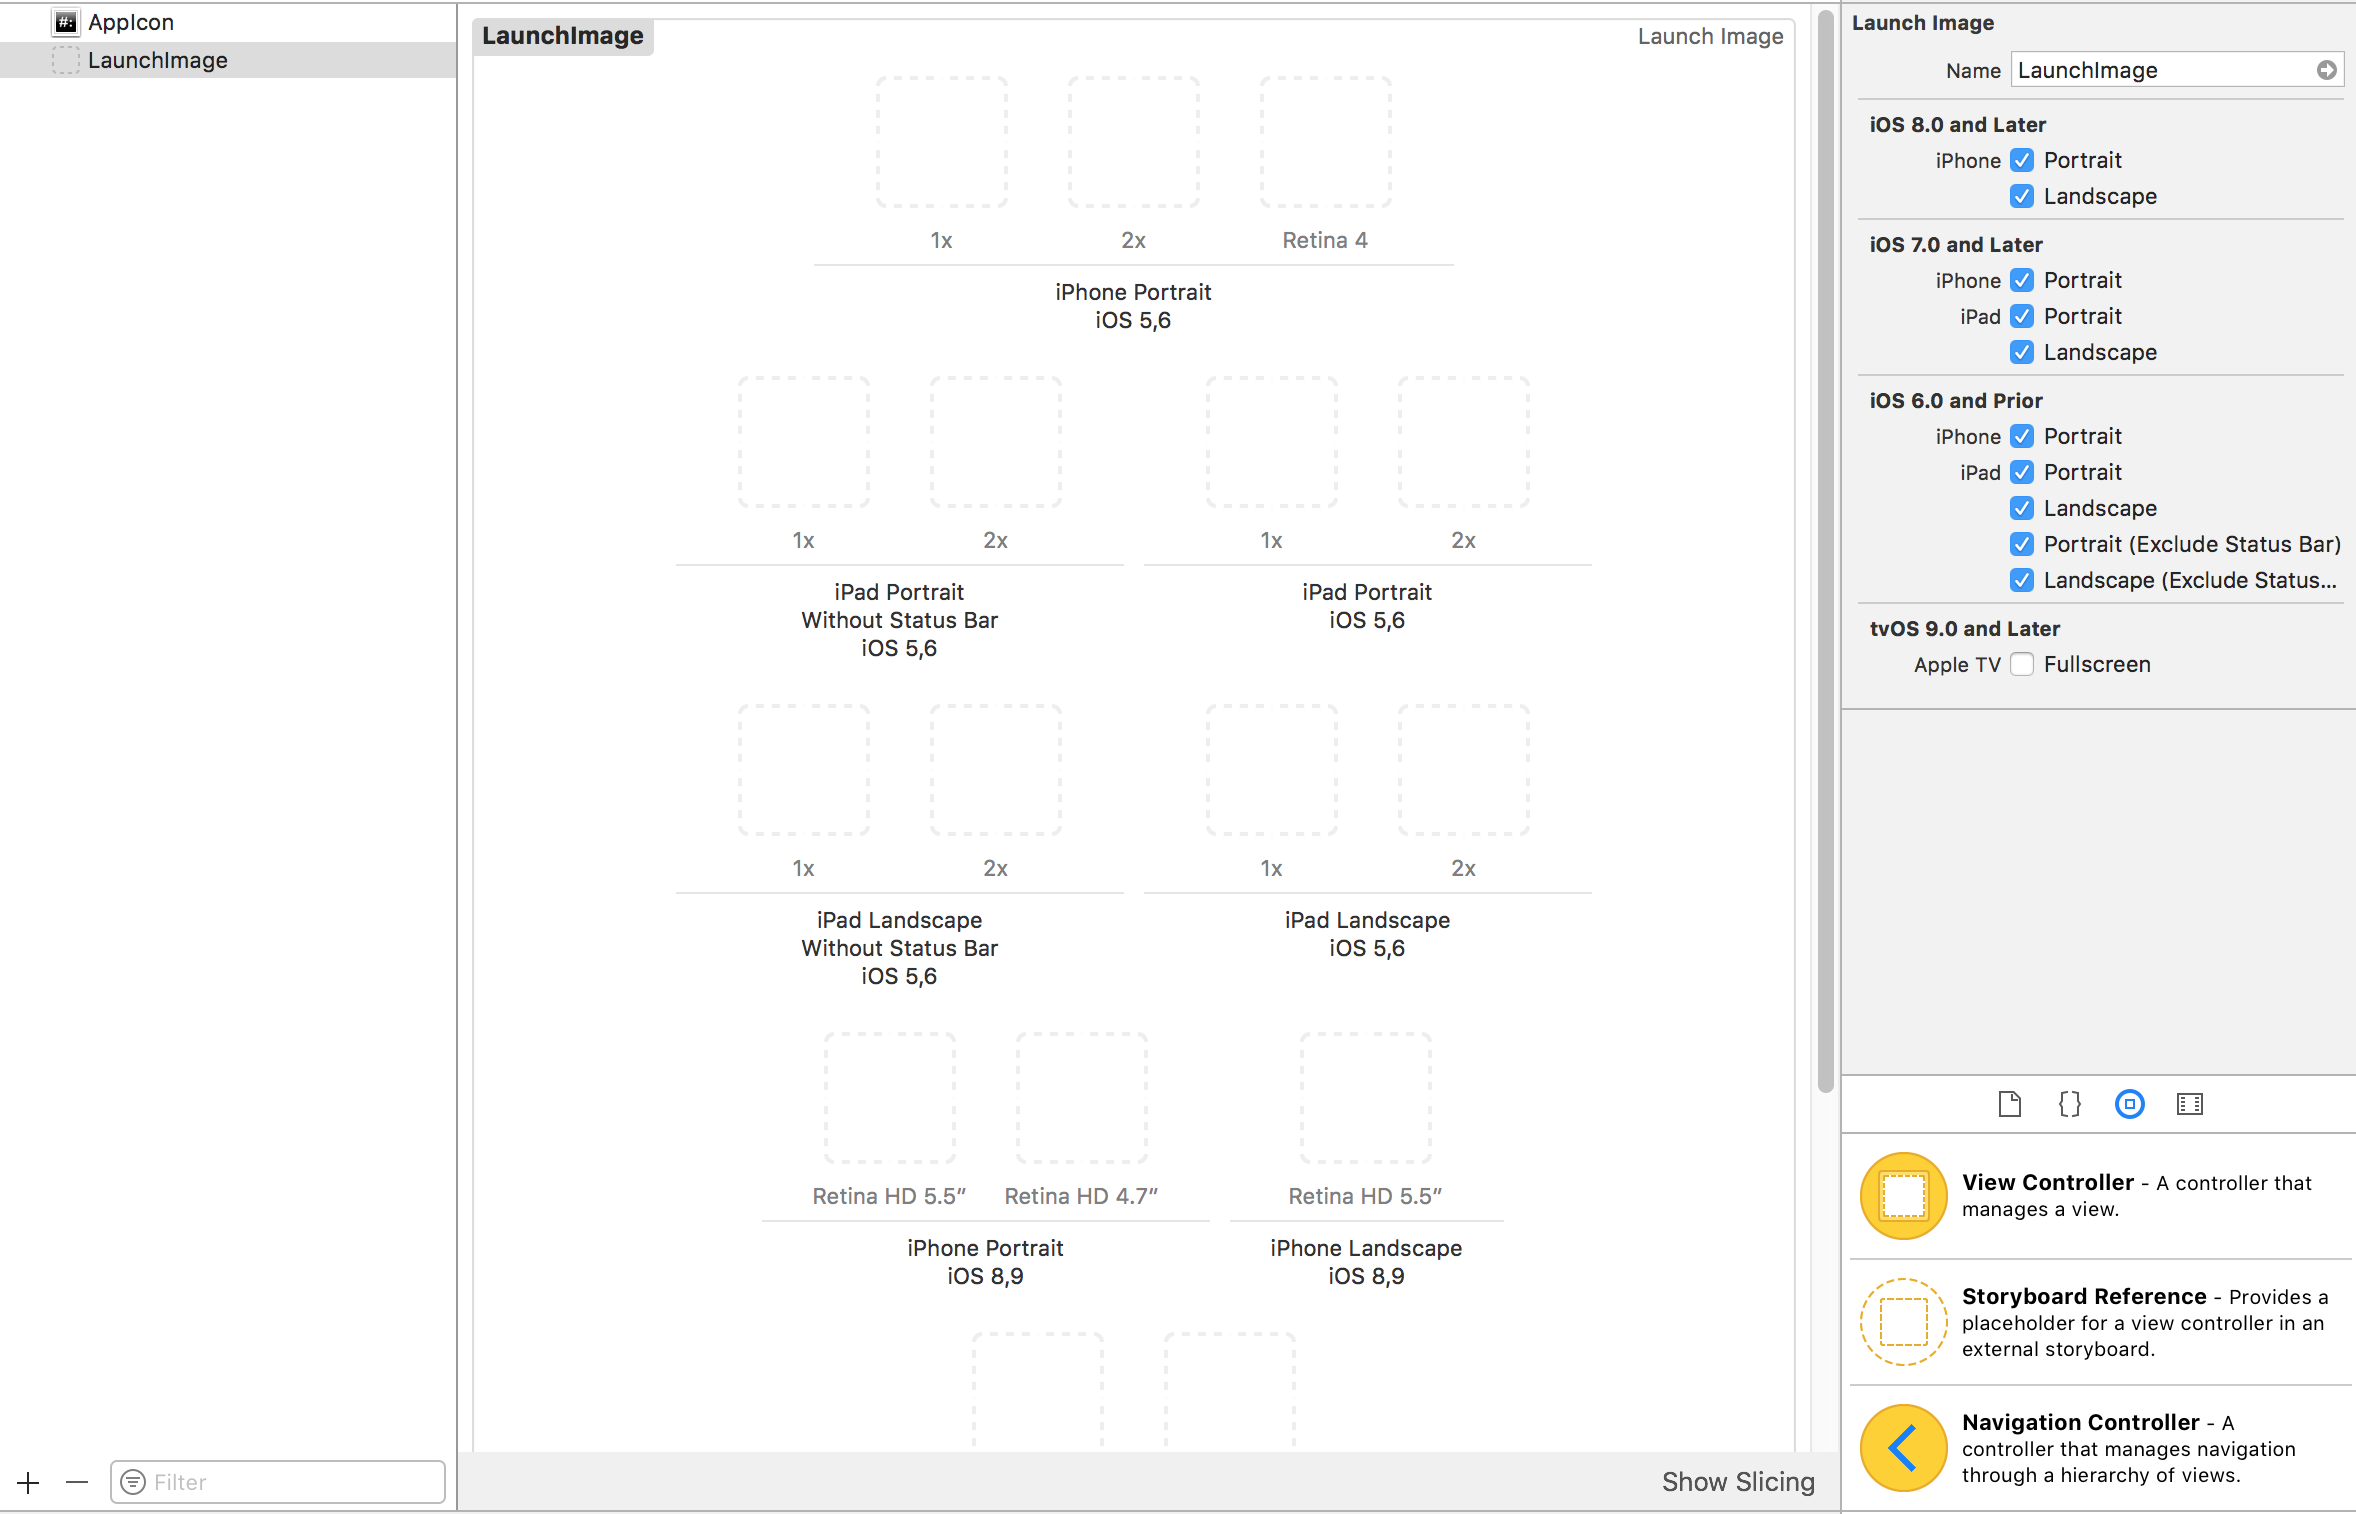 #:
AppIcon
LaunchImage
LaunchImage
Launch Image
1x
2x
Retina 4
iPhone Portrait
iOS 5,6
1x
2x
iPad Portrait
Without Status Bar
iOS 5,6
1x
2x
iPad Portrait
iOS 5,6
1x
2x
iPad Landscape
Without Status Bar
iOS 5,6
1x
2x
iPad Landscape
iOS 5,6
Retina HD 5.5″
Retina HD 4.7″
iPhone Portrait
iOS 8,9
Retina HD 5.5″
iPhone Landscape
iOS 8,9
Filter
Show Slicing
Launch Image
Name LaunchImage
iOS 8.0 and Later
iPhone Portrait
Landscape
iOS 7.0 and Later
iPhone Portrait
iPad Portrait
Landscape
iOS 6.0 and Prior
iPhone Portrait
iPad Portrait
Landscape
Portrait (Exclude Status Bar)
Landscape (Exclude Status...
tvOS 9.0 and Later
Apple TV Fullscreen
{}
View Controller - A controller that
manages a view.
Storyboard Reference - Provides a
placeholder for a view controller in an
external storyboard.
Navigation Controller - A
controller that manages navigation
through a hierarchy of views.